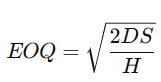 EOQ = √(2DS/H)